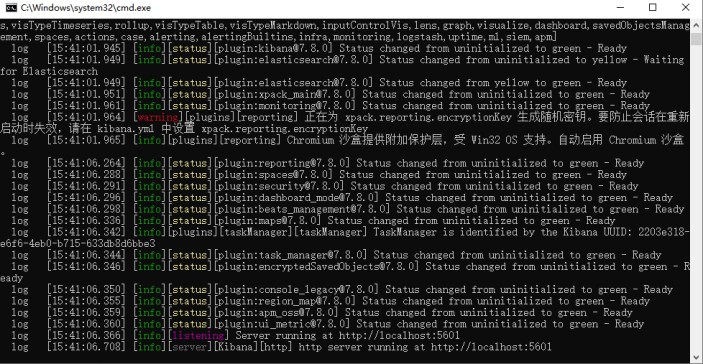 C:\Windows\system32\cmd.exe
s,visTypeTimeseries,rollup,visTypeTable,visTypeMarkdown,inputControlVis,lens,graph,visualize,dashboard,savedObjectsManag
ement,spaces,actions,case,alerting,alertingBuiltins,infra,monitoring,logstash,uptime,ml,siem,apm]
log [15:41:01.945] [info][status][plugin:kibana@7.8.0] Status changed from uninitialized to green - Ready
log [15:41:01.949] [info][status][plugin:elasticsearch@7.8.0] Status changed from uninitialized to yellow - Waiting
for Elasticsearch
log [15:41:01.949] [info][status][plugin:elasticsearch@7.8.0] Status changed from yellow to green - Ready
log [15:41:01.951] [info][status][plugin:xpack_main@7.8.0] Status changed from uninitialized to green - Ready
log [15:41:01.961] [info][status][plugin:monitoring@7.8.0] Status changed from uninitialized to green - Ready
log [15:41:01.964] [warning][plugins][reporting] 正在为 xpack.reporting.encryptionKey 生成随机密钥。要防止会话在重新
启动时失效，请在 kibana.yml 中设置 xpack.reporting.encryptionKey
log [15:41:01.965] [info][plugins][reporting] Chromium 沙盒提供附加保护层，受 Win32 OS 支持。自动启用 Chromium 沙盒
。
log [15:41:06.264] [info][status][plugin:reporting@7.8.0] Status changed from uninitialized to green - Ready
log [15:41:06.288] [info][status][plugin:spaces@7.8.0] Status changed from uninitialized to green - Ready
log [15:41:06.291] [info][status][plugin:security@7.8.0] Status changed from uninitialized to green - Ready
log [15:41:06.296] [info][status][plugin:dashboard_mode@7.8.0] Status changed from uninitialized to green - Ready
log [15:41:06.298] [info][status][plugin:beats_management@7.8.0] Status changed from uninitialized to green - Ready
log [15:41:06.336] [info][status][plugin:maps@7.8.0] Status changed from uninitialized to green - Ready
log [15:41:06.342] [info][plugins][taskManager][taskManager] TaskManager is identified by the Kibana UUID: 2203e318-
e6f6-4eb0-b715-633db8d6bbe3
log [15:41:06.344] [info][status][plugin:task_manager@7.8.0] Status changed from uninitialized to green - Ready
log [15:41:06.346] [info][status][plugin:encryptedSavedObjects@7.8.0] Status changed from uninitialized to green - R
eady
log [15:41:06.350] [info][status][plugin:console_legacy@7.8.0] Status changed from uninitialized to green - Ready
log [15:41:06.355] [info][status][plugin:region_map@7.8.0] Status changed from uninitialized to green - Ready
log [15:41:06.359] [info][status][plugin:apm_oss@7.8.0] Status changed from uninitialized to green - Ready
log [15:41:06.360] [info][status][plugin:ui_metric@7.8.0] Status changed from uninitialized to green - Ready
log [15:41:06.366] [info][listening] Server running at http://localhost:5601
log [15:41:06.708] [info][server][Kibana][http] http server running at http://localhost:5601